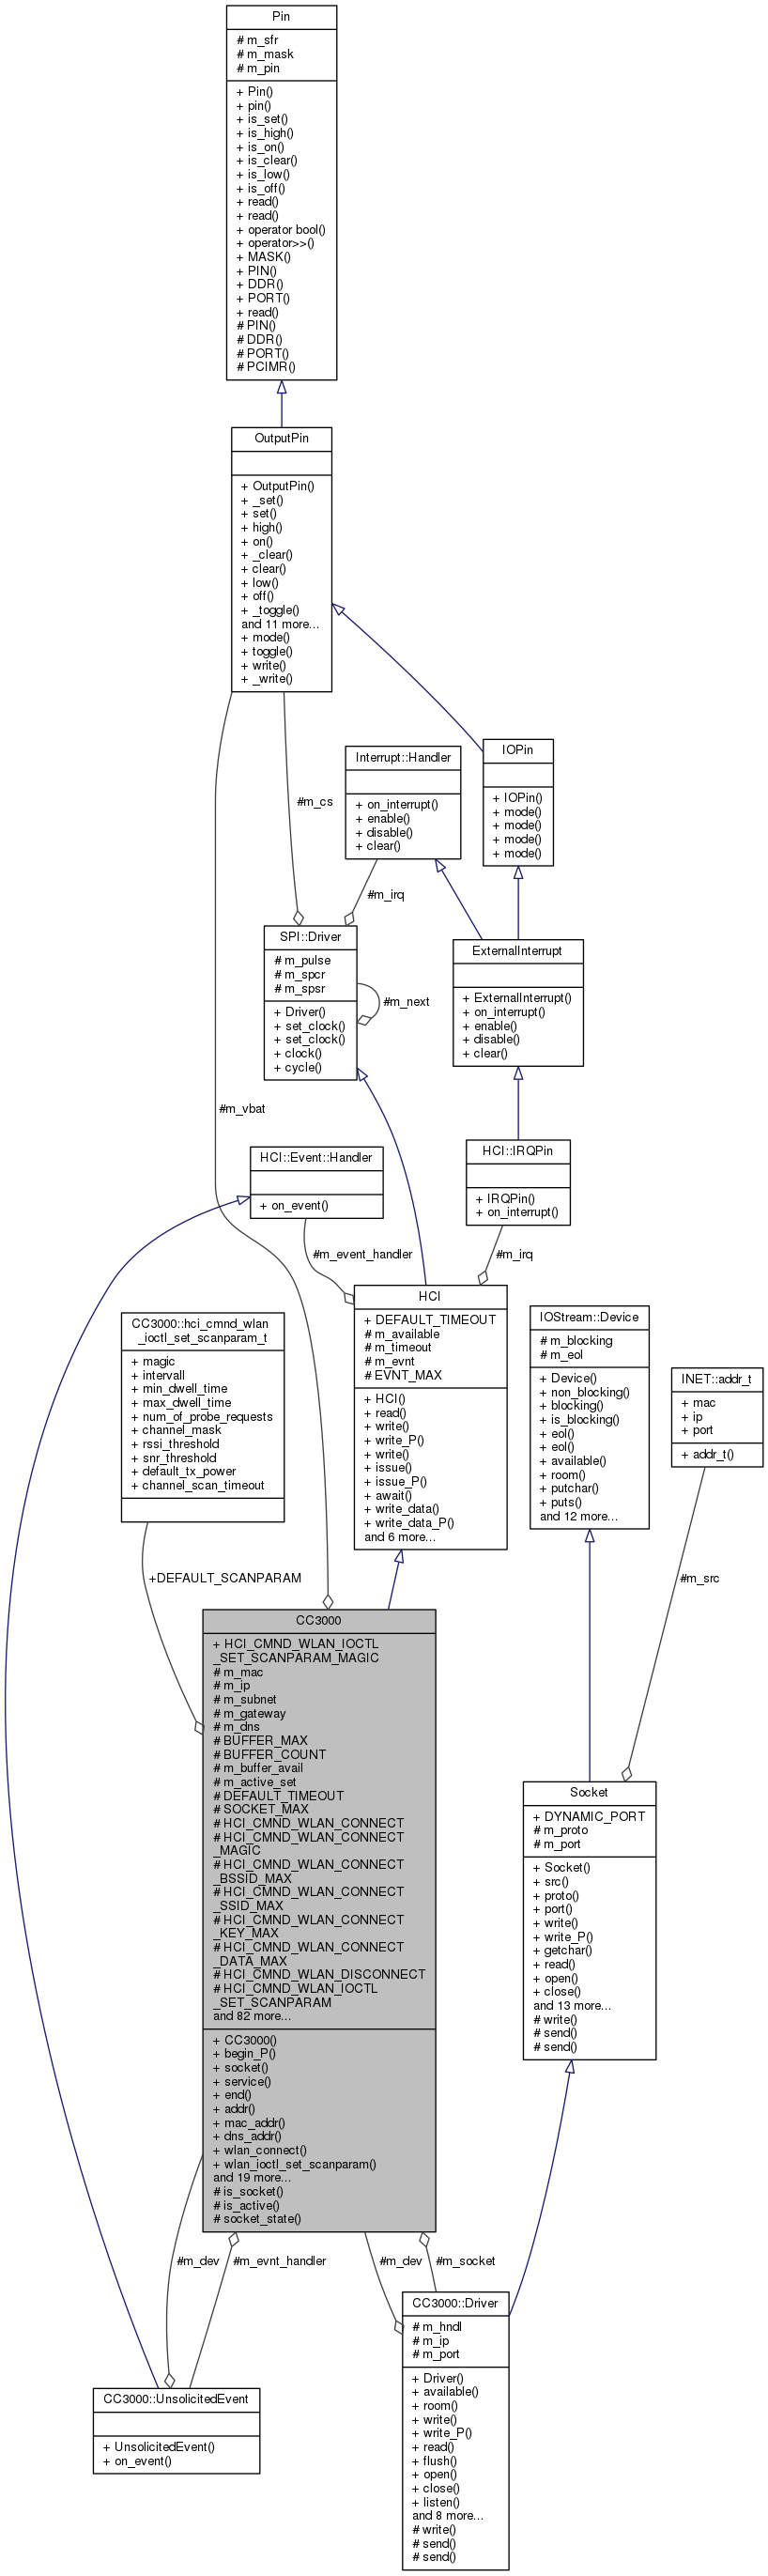 Pin
# m_sfr
# m_mask
# m_pin
+ Pin()
+ pin()
+ is_set()
+ is_high()
+ is_on()
+ is_clear()
+ is_low()
+ is_off()
+ read()
+ read()
+ operator bool()
+ operator>>()
+ MASK()
+ PIN()
+ DDR()
+ PORT()
+ read()
# PIN()
# DDR()
# PORT()
# PCIMR()
OutputPin
+ OutputPin()
+ _set()
+ set()
+ high()
+ on()
+ _clear()
+ clear()
+ low()
+ off()
+ _toggle()
and 11 more...
+ mode()
+ toggle()
+ write()
+ _write()
IOPin
+ IOPin()
+ mode()
+ mode()
+ mode()
+ mode()
Interrupt::Handler
+ on_interrupt()
+ enable()
+ disable()
+ clear()
#m_cs
#m_irq
SPI::Driver
# m_pulse
# m_spcr
# m_spsr
+ Driver()
+ set_clock()
+ set_clock()
+ clock()
+ cycle()
#m_next
ExternalInterrupt
+ ExternalInterrupt()
+ on_interrupt()
+ enable()
+ disable()
+ clear()
#m_vbat
HCI::Event::Handler
+ on_event()
HCI::IRQPin
+ IRQPin()
+ on_interrupt()
#m_event_handler
#m_irq
HCI
+ DEFAULT_TIMEOUT
# m_available
# m_timeout
# m_evnt
# EVNT_MAX
+ HCI()
+ read()
+ write()
+ write_P()
+ write()
+ issue()
+ issue_P()
+ await()
+ write_data()
+ write_data_P()
and 6 more...
CC3000::hci_cmnd_wlan
_ioctl_set_scanparam_t
+ magic
+ intervall
+ min_dwell_time
+ max_dwell_time
+ num_of_probe_requests
+ channel_mask
+ rssi_threshold
+ snr_threshold
+ default_tx_power
+ channel_scan_timeout
IOStream::Device
# m_blocking
# m_eol
+ Device()
+ non_blocking()
+ blocking()
+ is_blocking()
+ eol()
+ eol()
+ available()
+ room()
+ putchar()
+ puts()
and 12 more...
INET::addr_t
+ mac
+ ip
+ port
+ addr_t()
+DEFAULT_SCANPARAM
#m_src
CC3000
+ HCI_CMND_WLAN_IOCTL
_SET_SCANPARAM_MAGIC
# m_mac
# m_ip
# m_subnet
# m_gateway
# m_dns
# BUFFER_MAX
# BUFFER_COUNT
# m_buffer_avail
# m_active_set
# DEFAULT_TIMEOUT
# SOCKET_MAX
# HCI_CMND_WLAN_CONNECT
# HCI_CMND_WLAN_CONNECT
_MAGIC
# HCI_CMND_WLAN_CONNECT
_BSSID_MAX
# HCI_CMND_WLAN_CONNECT
_SSID_MAX
# HCI_CMND_WLAN_CONNECT
_KEY_MAX
# HCI_CMND_WLAN_CONNECT
_DATA_MAX
# HCI_CMND_WLAN_DISCONNECT
# HCI_CMND_WLAN_IOCTL
_SET_SCANPARAM
and 82 more...
+ CC3000()
+ begin_P()
+ socket()
+ service()
+ end()
+ addr()
+ mac_addr()
+ dns_addr()
+ wlan_connect()
+ wlan_ioctl_set_scanparam()
and 19 more...
# is_socket()
# is_active()
# socket_state()
Socket
+ DYNAMIC_PORT
# m_proto
# m_port
+ Socket()
+ src()
+ proto()
+ port()
+ write()
+ write_P()
+ getchar()
+ read()
+ open()
+ close()
and 13 more...
# write()
# send()
# send()
#m_dev
#m_evnt_handler
#m_dev
#m_socket
CC3000::UnsolicitedEvent
+ UnsolicitedEvent()
+ on_event()
CC3000::Driver
# m_hndl
# m_ip
# m_port
+ Driver()
+ available()
+ room()
+ write()
+ write_P()
+ read()
+ flush()
+ open()
+ close()
+ listen()
and 8 more...
# write()
# send()
# send()